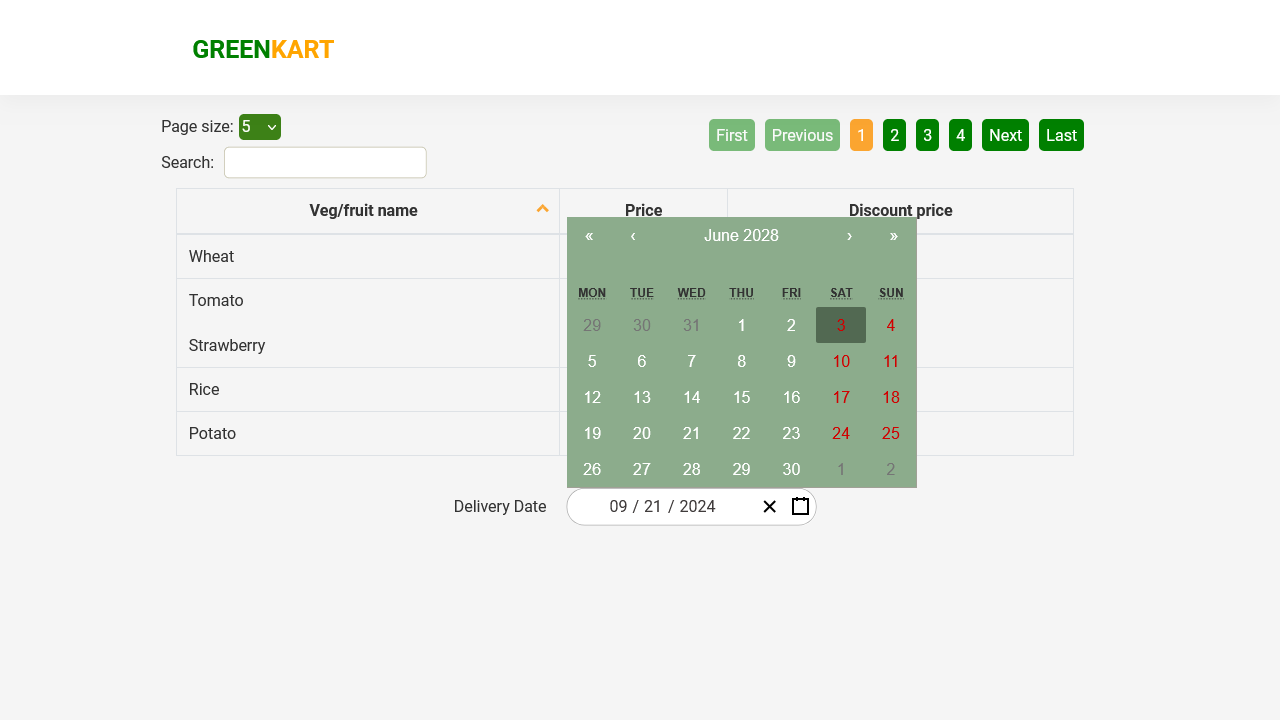 GREENKART
Page size: 5
First Previous 1 2 3 4 Next Last
Search:
Veg/fruit name Price Discount price
« ‹ June 2028 › »
MON TUE WED THU FRI SAT SUN
29 30 31 1 2 3 4
5 6 7 8 9 10 11
12 13 14 15 16 17 18
19 20 21 22 23 24 25
26 27 28 29 30 1 2
Wheat
Tomato
Strawberry
Rice
Potato
Delivery Date 09 / 21 / 2024